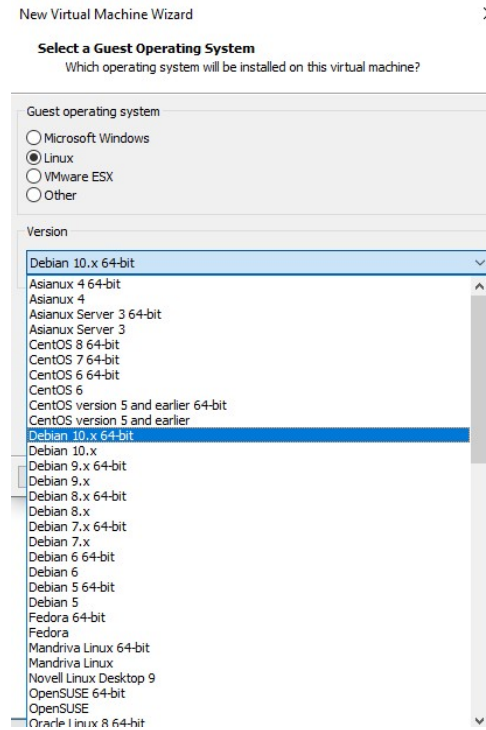 New Virtual Machine Wizard
Select a Guest Operating System
Which operating system will be installed on this virtual machine?
Guest operating system
Microsoft Windows
Linux
VMware ESX
Other
Version
Debian 10.x 64-bit
Asianux 4 64-bit
Asianux 4
Asianux Server 3 64-bit
Asianux Server 3
CentOS 8 64-bit
CentOS 7 64-bit
CentOS 6 64-bit
CentOS 6
CentOS version 5 and earlier 64-bit
CentOS version 5 and earlier
Debian 10.x 64-bit
Debian 10.x
Debian 9.x 64-bit
Debian 9.x
Debian 8.x 64-bit
Debian 8.x
Debian 7.x 64-bit
Debian 7.x
Debian 6 64-bit
Debian 6
Debian 5 64-bit
Debian 5
Fedora 64-bit
Fedora
Mandriva Linux 64-bit
Mandriva Linux
Novell Linux Desktop 9
OpenSUSE 64-bit
OpenSUSE
Oracle Linux 8 64-bit